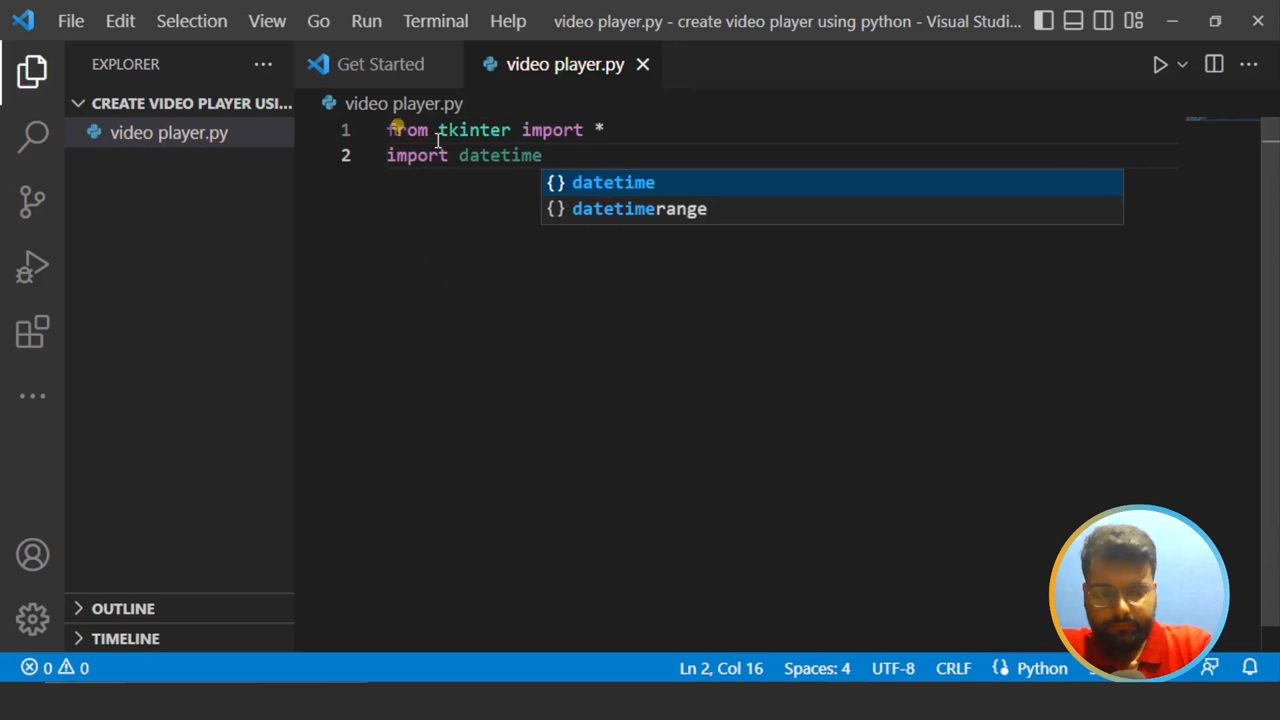 File Edit Selection View Go Run Terminal Help video player.py - create video player using python - Visual Studi...
EXPLORER ...
Get Started
video player.py
CREATE VIDEO PLAYER USI...
video player.py
video player.py
1 from tkinter import *
2 import datetime
{} datetime
{} datetimerange
OUTLINE
TIMELINE
0 0 Ln 2, Col 16 Spaces: 4 UTF-8 CRLF Python